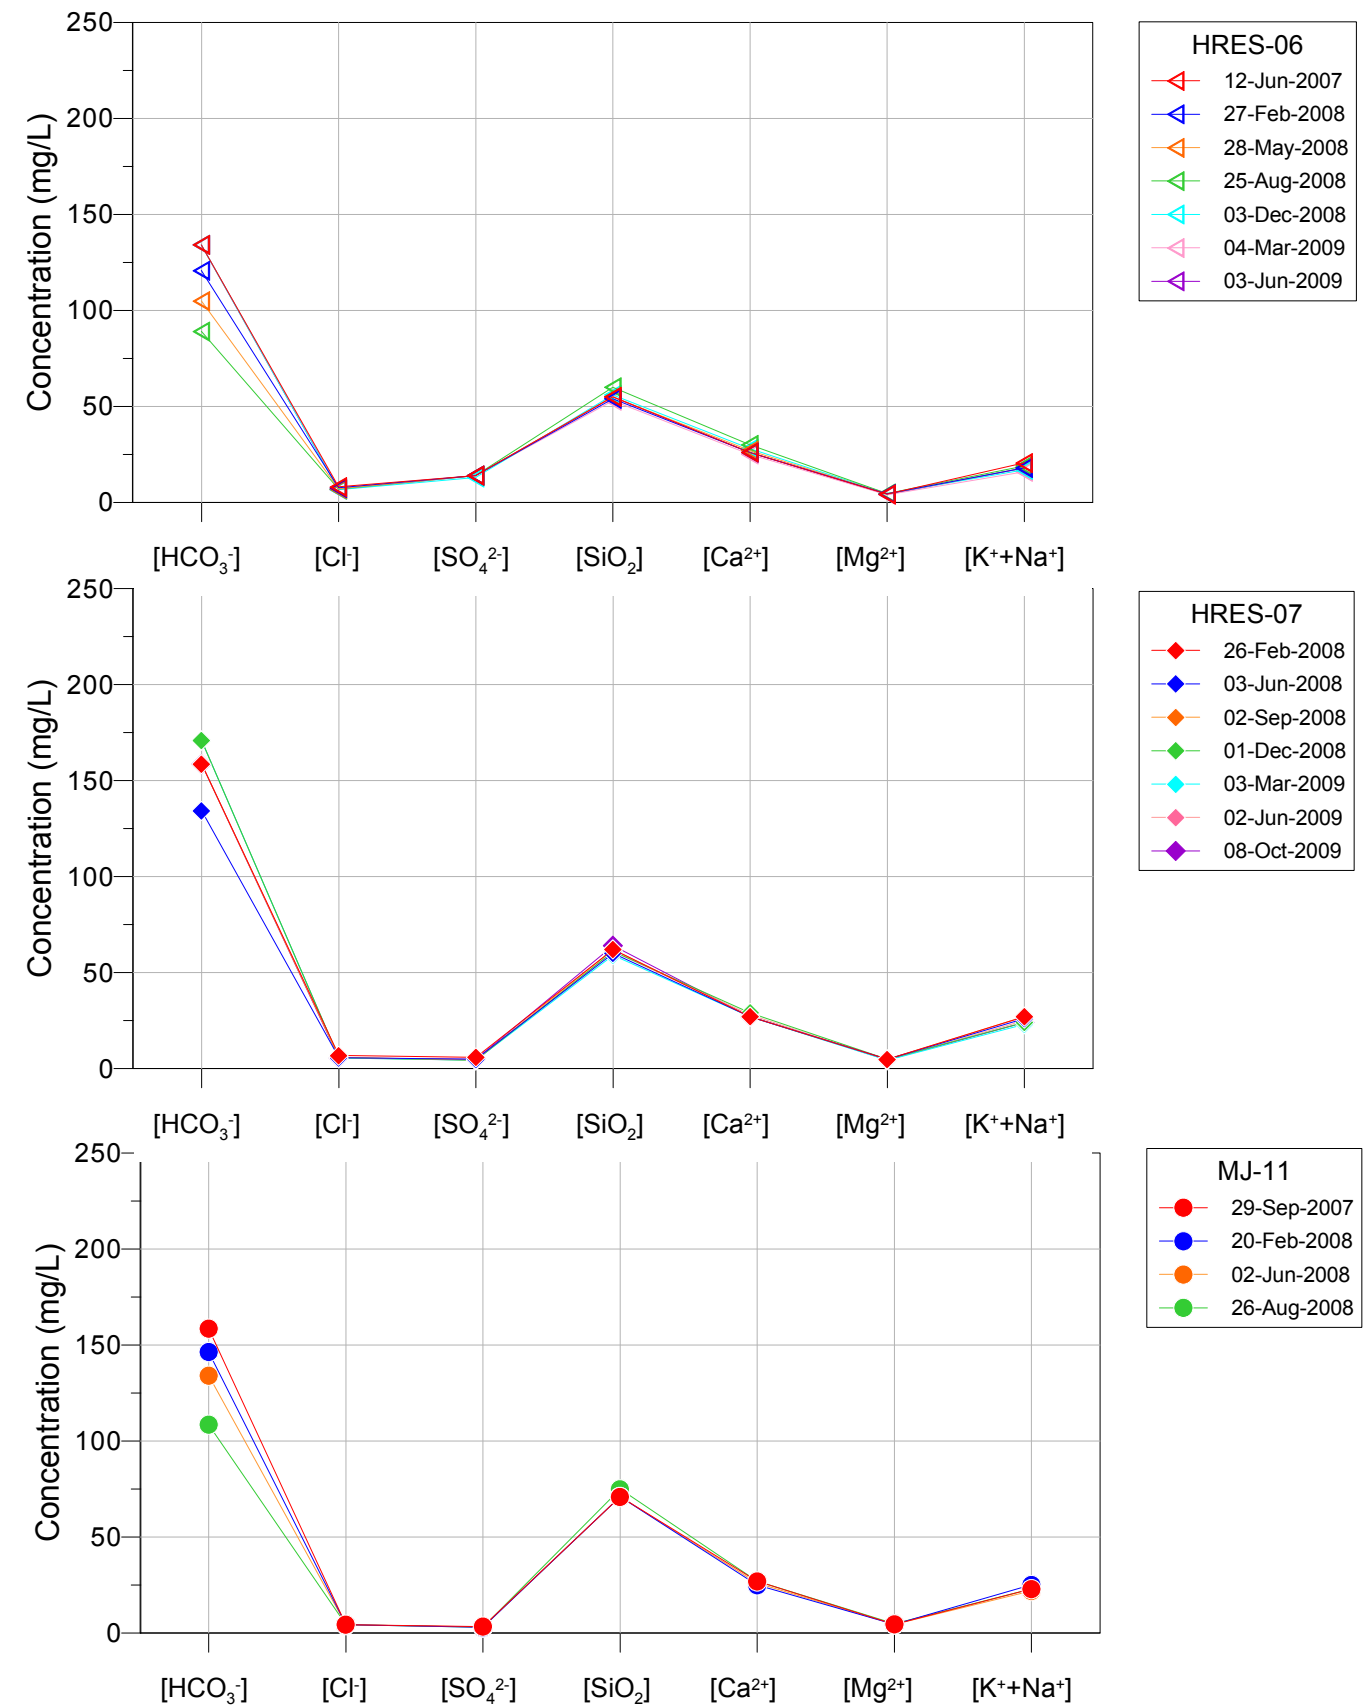 250
200
150
100
50
0
Concentration (mg/L)
[HCO₃⁻] [Cl⁻] [SO₄²⁻] [SiO₂] [Ca²⁺] [Mg²⁺] [K⁺+Na⁺]
HRES-06
12-Jun-2007
27-Feb-2008
28-May-2008
25-Aug-2008
03-Dec-2008
04-Mar-2009
03-Jun-2009
250
200
150
100
50
0
Concentration (mg/L)
[HCO₃⁻] [Cl⁻] [SO₄²⁻] [SiO₂] [Ca²⁺] [Mg²⁺] [K⁺+Na⁺]
HRES-07
26-Feb-2008
03-Jun-2008
02-Sep-2008
01-Dec-2008
03-Mar-2009
02-Jun-2009
08-Oct-2009
250
200
150
100
50
0
Concentration (mg/L)
[HCO₃⁻] [Cl⁻] [SO₄²⁻] [SiO₂] [Ca²⁺] [Mg²⁺] [K⁺+Na⁺]
MJ-11
29-Sep-2007
20-Feb-2008
02-Jun-2008
26-Aug-2008